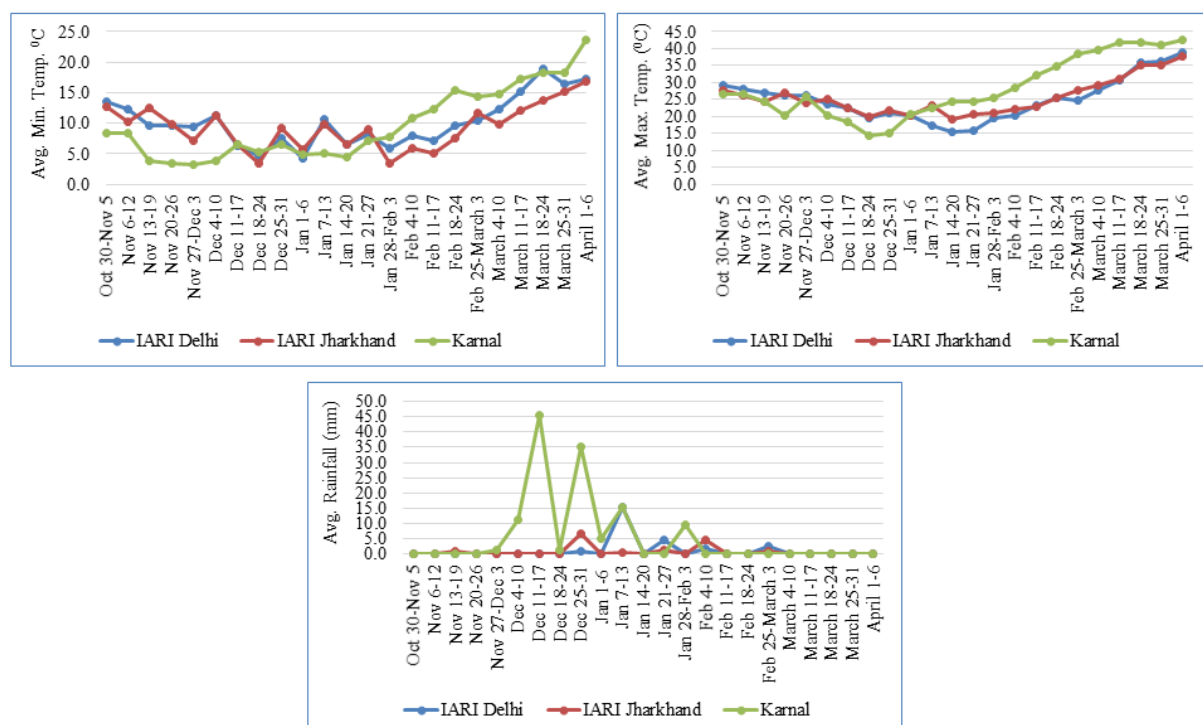 Avg. Min. Temp. ⁰C
25.0
20.0
15.0
10.0
5.0
0.0
Oct 30-Nov 5
Nov 6-12
Nov 13-19
Nov 20-26
Nov 27-Dec 3
Dec 4-10
Dec 11-17
Dec 18-24
Dec 25-31
Jan 1-6
Jan 7-13
Jan 14-20
Jan 21-27
Jan 28-Feb 3
Feb 4-10
Feb 11-17
Feb 18-24
Feb 25-March 3
March 4-10
March 11-17
March 18-24
March 25-31
April 1-6
IARI Delhi IARI Jharkhand Karnal
Avg. Max. Temp. (⁰C)
45.0
40.0
35.0
30.0
25.0
20.0
15.0
10.0
5.0
0.0
Oct 30-Nov 5
Nov 6-12
Nov 13-19
Nov 20-26
Nov 27-Dec 3
Dec 4-10
Dec 11-17
Dec 18-24
Dec 25-31
Jan 1-6
Jan 7-13
Jan 14-20
Jan 21-27
Jan 28-Feb 3
Feb 4-10
Feb 11-17
Feb 18-24
Feb 25-March 3
March 4-10
March 11-17
March 18-24
March 25-31
April 1-6
IARI Delhi IARI Jharkhand Karnal
Avg. Rainfall (mm)
50.0
45.0
40.0
35.0
30.0
25.0
20.0
15.0
10.0
5.0
0.0
Oct 30-Nov 5
Nov 6-12
Nov 13-19
Nov 20-26
Nov 27-Dec 3
Dec 4-10
Dec 11-17
Dec 18-24
Dec 25-31
Jan 1-6
Jan 7-13
Jan 14-20
Jan 21-27
Jan 28-Feb 3
Feb 4-10
Feb 11-17
Feb 18-24
Feb 25-March 3
March 4-10
March 11-17
March 18-24
March 25-31
April 1-6
IARI Delhi IARI Jharkhand Karnal